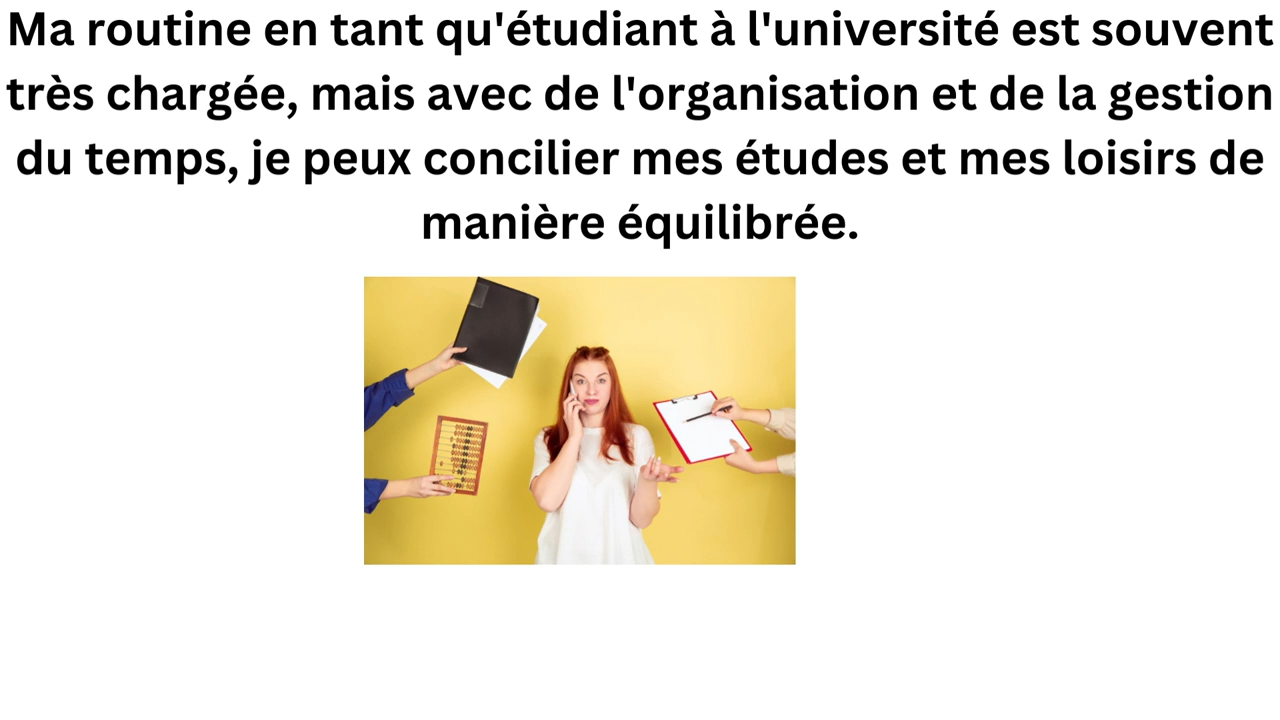 Ma routine en tant qu'étudiant à l'université est souvent
très chargée, mais avec de l'organisation et de la gestion
du temps, je peux concilier mes études et mes loisirs de
manière équilibrée.